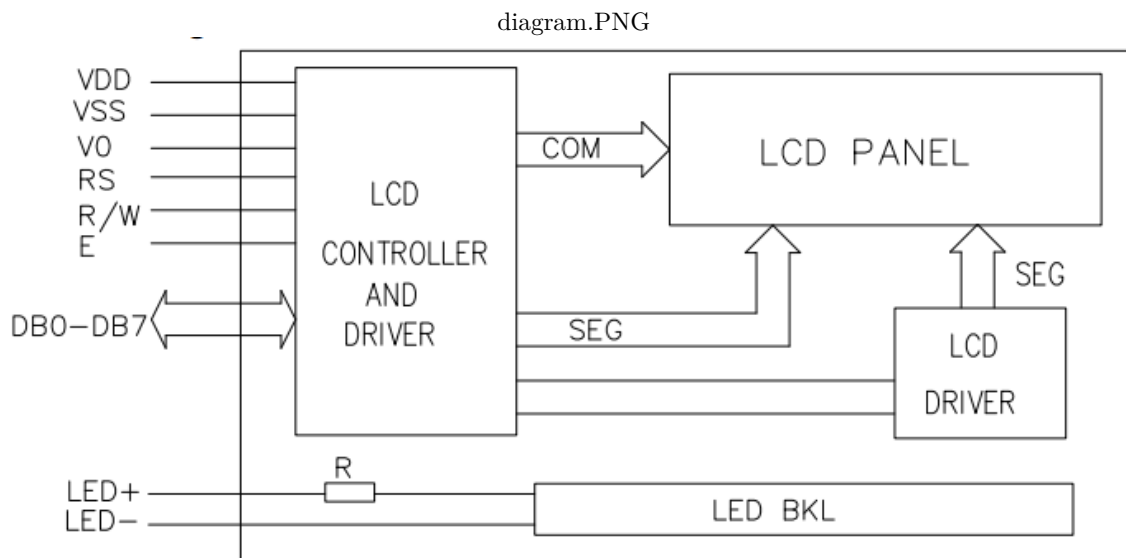 diagram.PNG
VDD
VSS
V0
RS
R/W
E
DB0-DB7
LED+
LED-
LCD
CONTROLLER
AND
DRIVER
COM
SEG
LCD PANEL
SEG
LCD
DRIVER
R
LED BKL